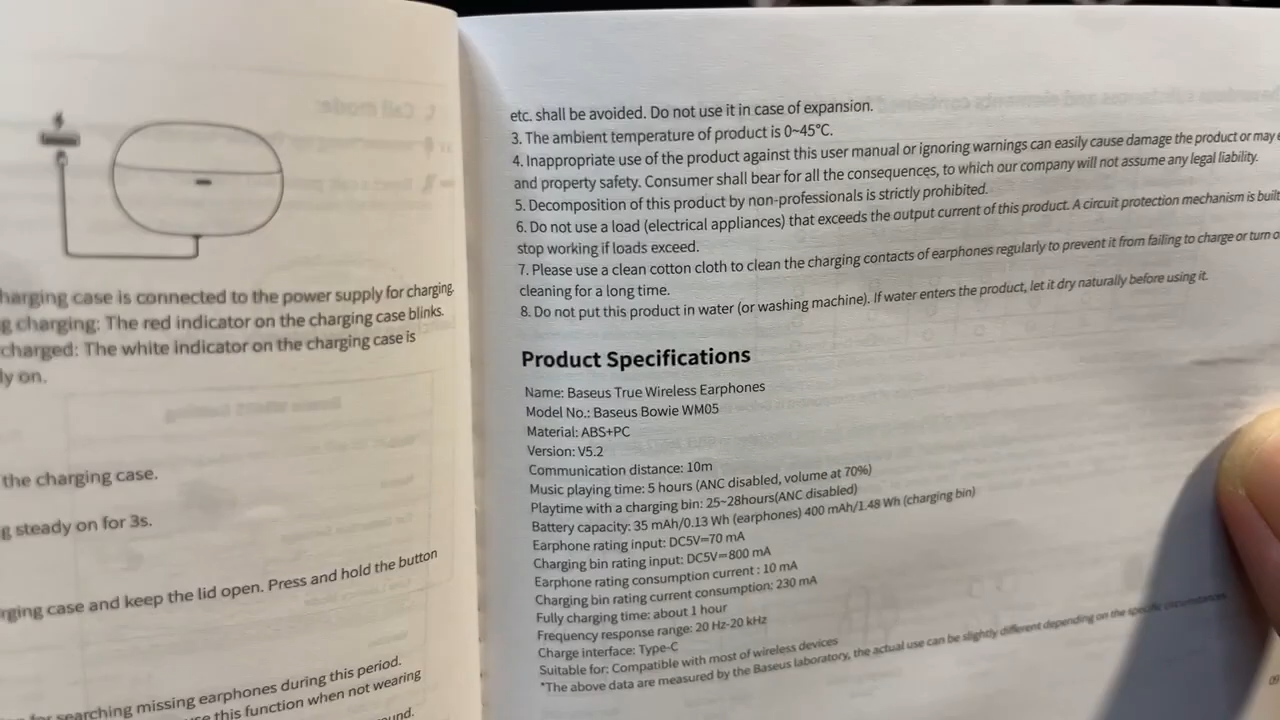 harging case is connected to the power supply for charging.
g charging: The red indicator on the charging case blinks.
charged: The white indicator on the charging case is
ly on.
the charging case.
g steady on for 3s.
rging case and keep the lid open. Press and hold the button
for searching missing earphones during this period.
this function when not wearing
etc. shall be avoided. Do not use it in case of expansion.
3. The ambient temperature of product is 0~45°C.
4. Inappropriate use of the product against this user manual or ignoring warnings can easily cause damage the product or may
and property safety. Consumer shall bear for all the consequences, to which our company will not assume any legal liability.
5. Decomposition of this product by non-professionals is strictly prohibited.
6. Do not use a load (electrical appliances) that exceeds the output current of this product. A circuit protection mechanism is built
stop working if loads exceed.
7. Please use a clean cotton cloth to clean the charging contacts of earphones regularly to prevent it from failing to charge or turn o
cleaning for a long time.
8. Do not put this product in water (or washing machine). If water enters the product, let it dry naturally before using it.
Product Specifications
Name: Baseus True Wireless Earphones
Model No.: Baseus Bowie WM05
Material: ABS+PC
Version: V5.2
Communication distance: 10m
Music playing time: 5 hours (ANC disabled, volume at 70%)
Playtime with a charging bin: 25~28hours(ANC disabled)
Battery capacity: 35 mAh/0.13 Wh (earphones) 400 mAh/1.48 Wh (charging bin)
Earphone rating input: DC5V⎓70 mA
Charging bin rating input: DC5V⎓800 mA
Earphone rating consumption current : 10 mA
Charging bin rating current consumption: 230 mA
Fully charging time: about 1 hour
Frequency response range: 20 Hz-20 kHz
Charge interface: Type-C
Suitable for: Compatible with most of wireless devices
*The above data are measured by the Baseus laboratory, the actual use can be slightly different depending on the specific circumstances
09